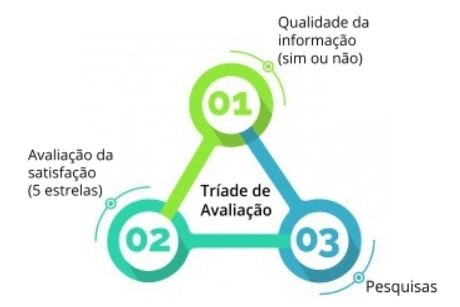 Qualidade da
informação
(sim ou não)
01
Avaliação da
satisfação
(5 estrelas)
Tríade de
Avaliação
02
03
Pesquisas